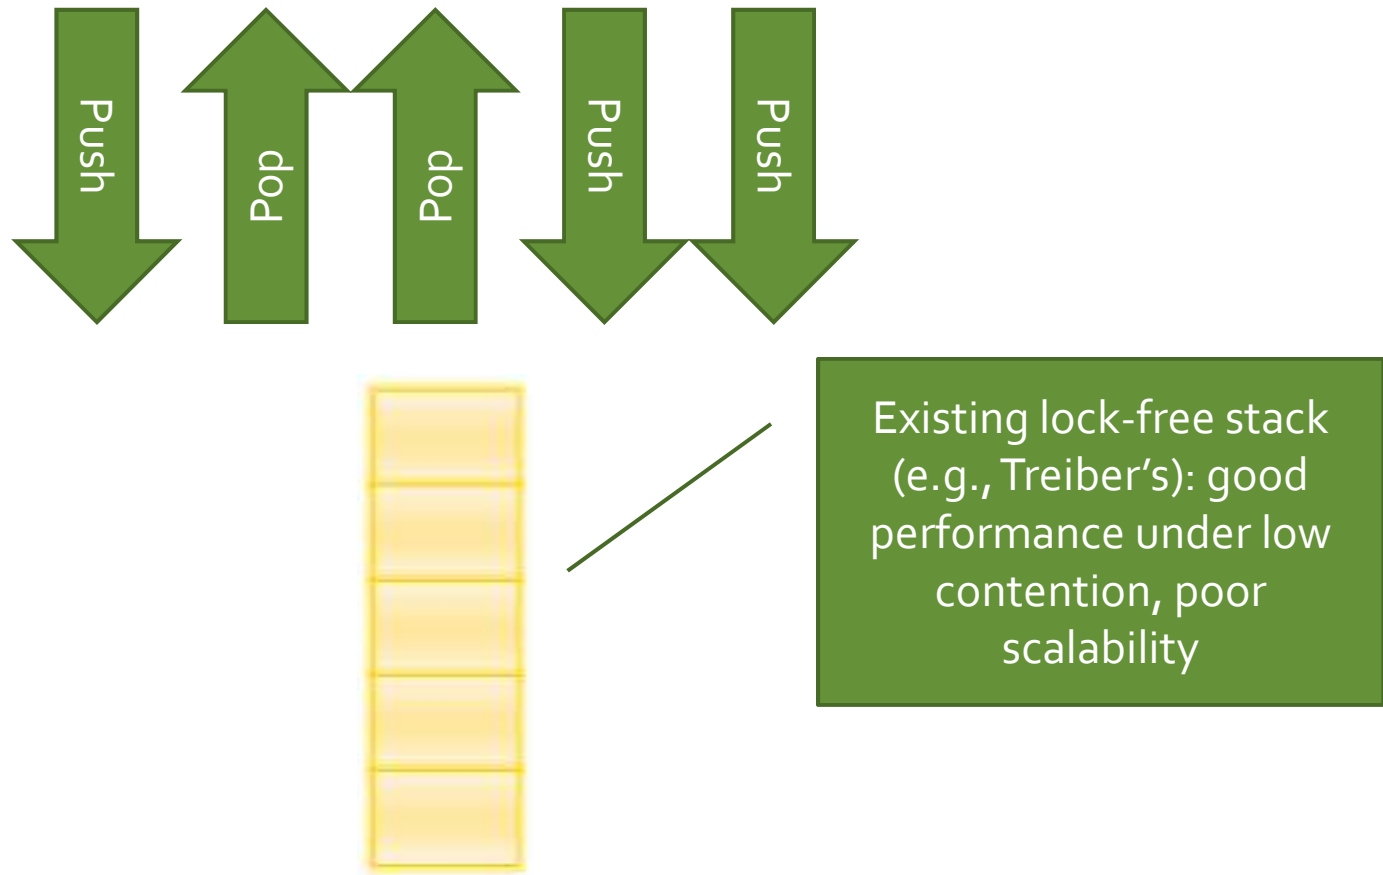 Push
Pop
Pop
Push
Push
Existing lock-free stack
(e.g., Treiber’s): good
performance under low
contention, poor
scalability